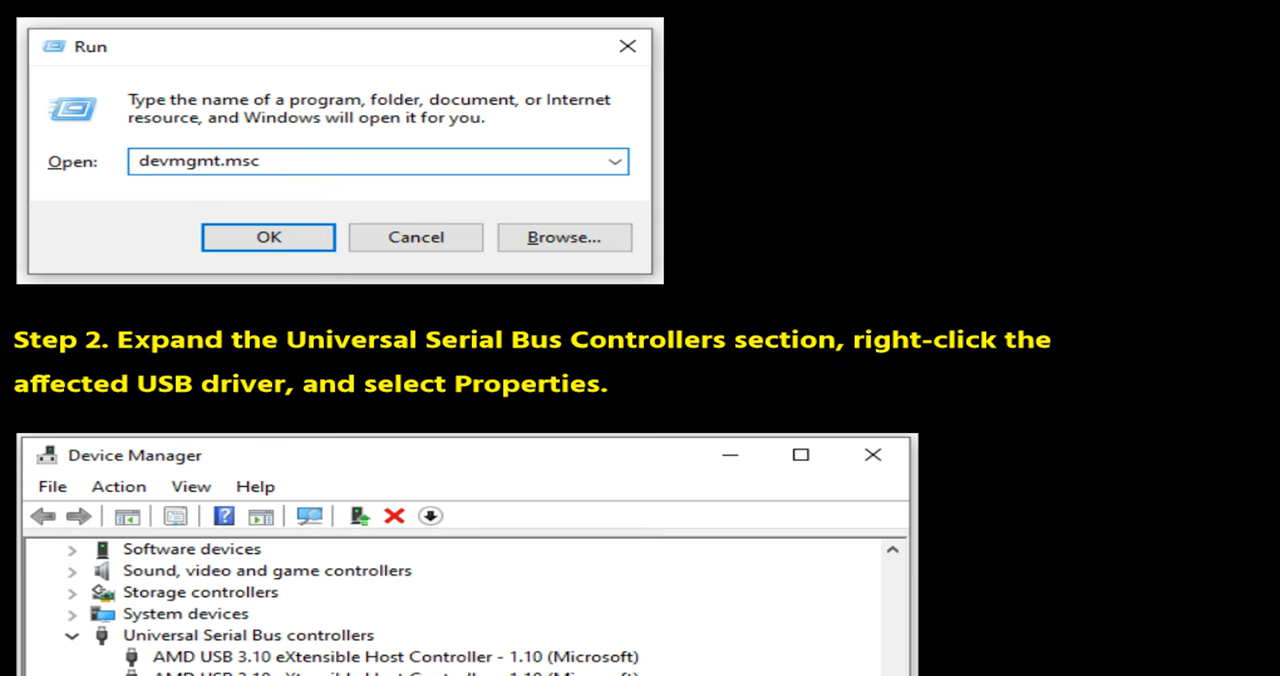 Run
Type the name of a program, folder, document, or Internet
resource, and Windows will open it for you.
Open: devmgmt.msc
OK Cancel Browse...
Step 2. Expand the Universal Serial Bus Controllers section, right-click the
affected USB driver, and select Properties.
Device Manager
File Action View Help
Software devices
Sound, video and game controllers
Storage controllers
System devices
Universal Serial Bus controllers
AMD USB 3.10 eXtensible Host Controller - 1.10 (Microsoft)